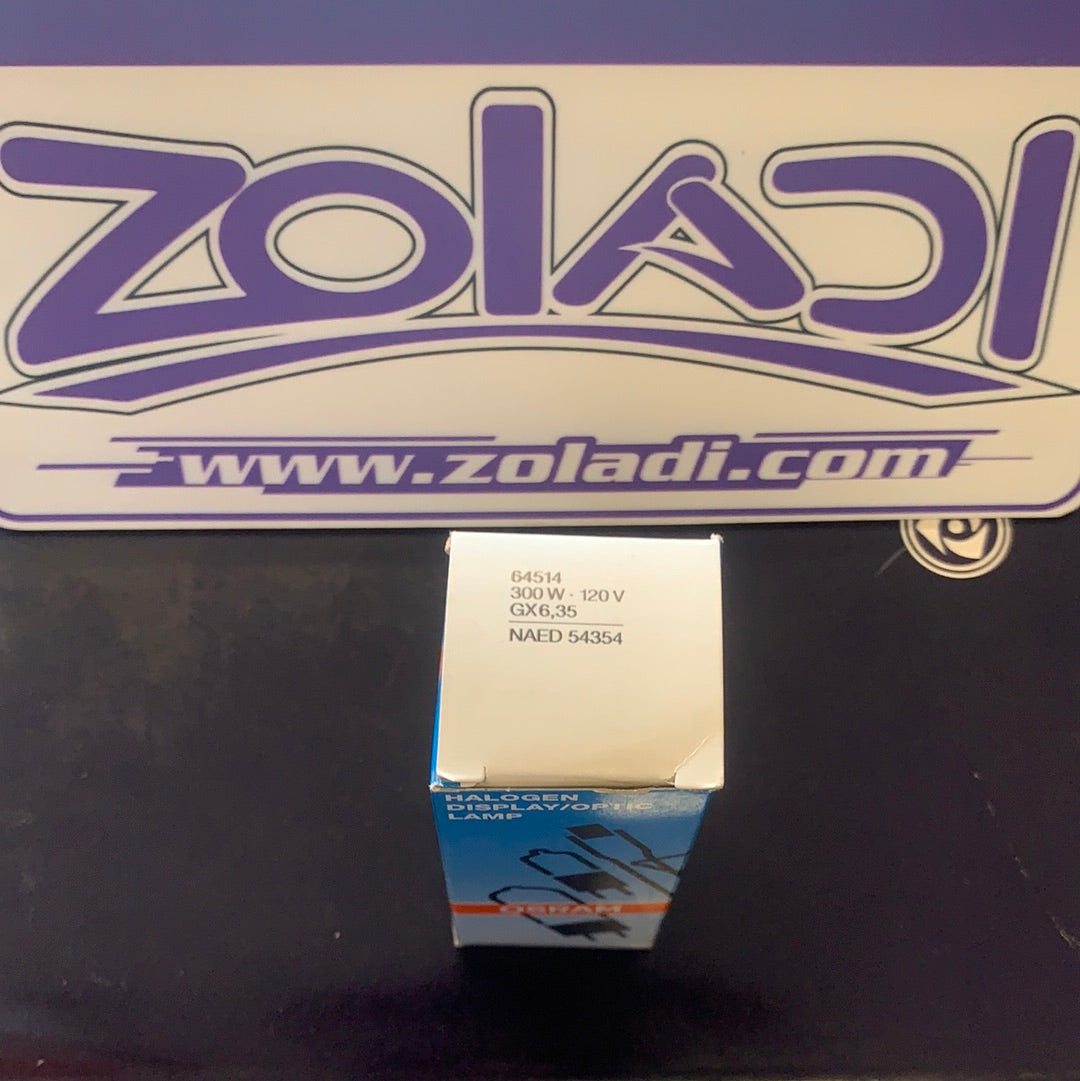 ZOLADI
www.zoladi.com
64514
300 W · 120 V
GX6,35
NAED 54354
HALOGEN
DISPLAY/OPTIC
LAMP
OSRAM